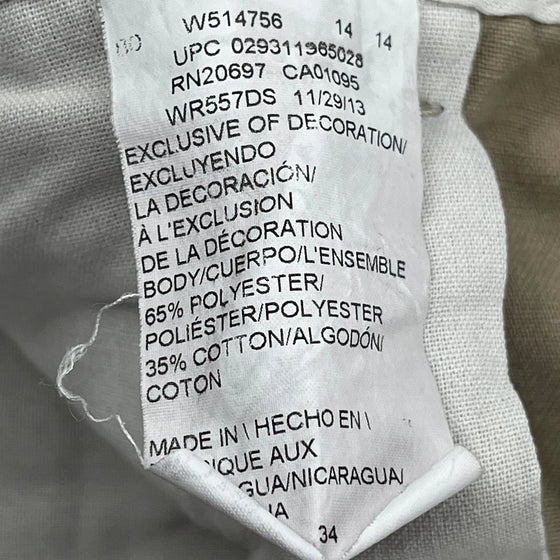 W514756 14 14
UPC 029311965028
RN20697 CA01095
WR557DS 11/29/13
EXCLUSIVE OF DECORATION/
EXCLUYENDO
LA DECORACIÓN/
À L'EXCLUSION
DE LA DÉCORATION
BODY/CUERPO/L'ENSEMBLE
65% POLYESTER/
POLIÉSTER/POLYESTER
35% COTTON/ALGODÓN/
COTON
MADE IN \ HECHO EN \
IQUE AUX
GUA/NICARAGUA/
34